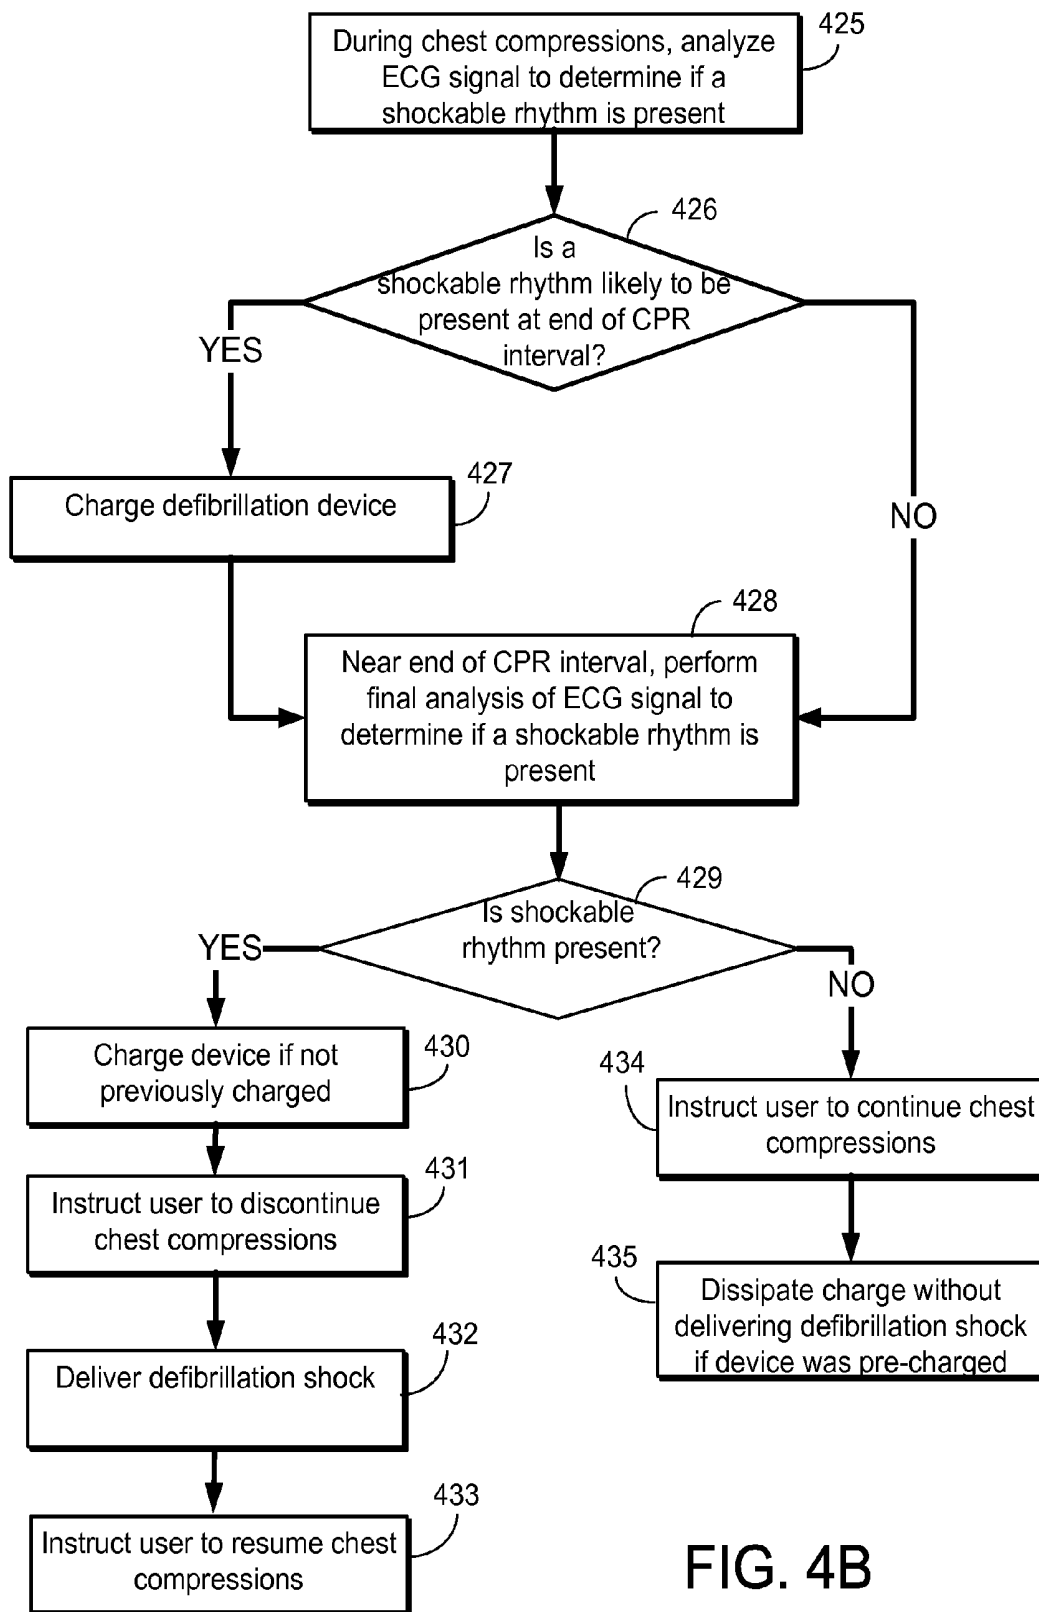 During chest compressions, analyze
ECG signal to determine if a
shockable rhythm is present
425
426
Is a
shockable rhythm likely to be
present at end of CPR
interval?
YES
NO
427
Charge defibrillation device
428
Near end of CPR interval, perform
final analysis of ECG signal to
determine if a shockable rhythm is
present
429
Is shockable
rhythm present?
YES
NO
430
Charge device if not
previously charged
431
Instruct user to discontinue
chest compressions
432
Deliver defibrillation shock
433
Instruct user to resume chest
compressions
434
Instruct user to continue chest
compressions
435
Dissipate charge without
delivering defibrillation shock
if device was pre-charged
FIG. 4B